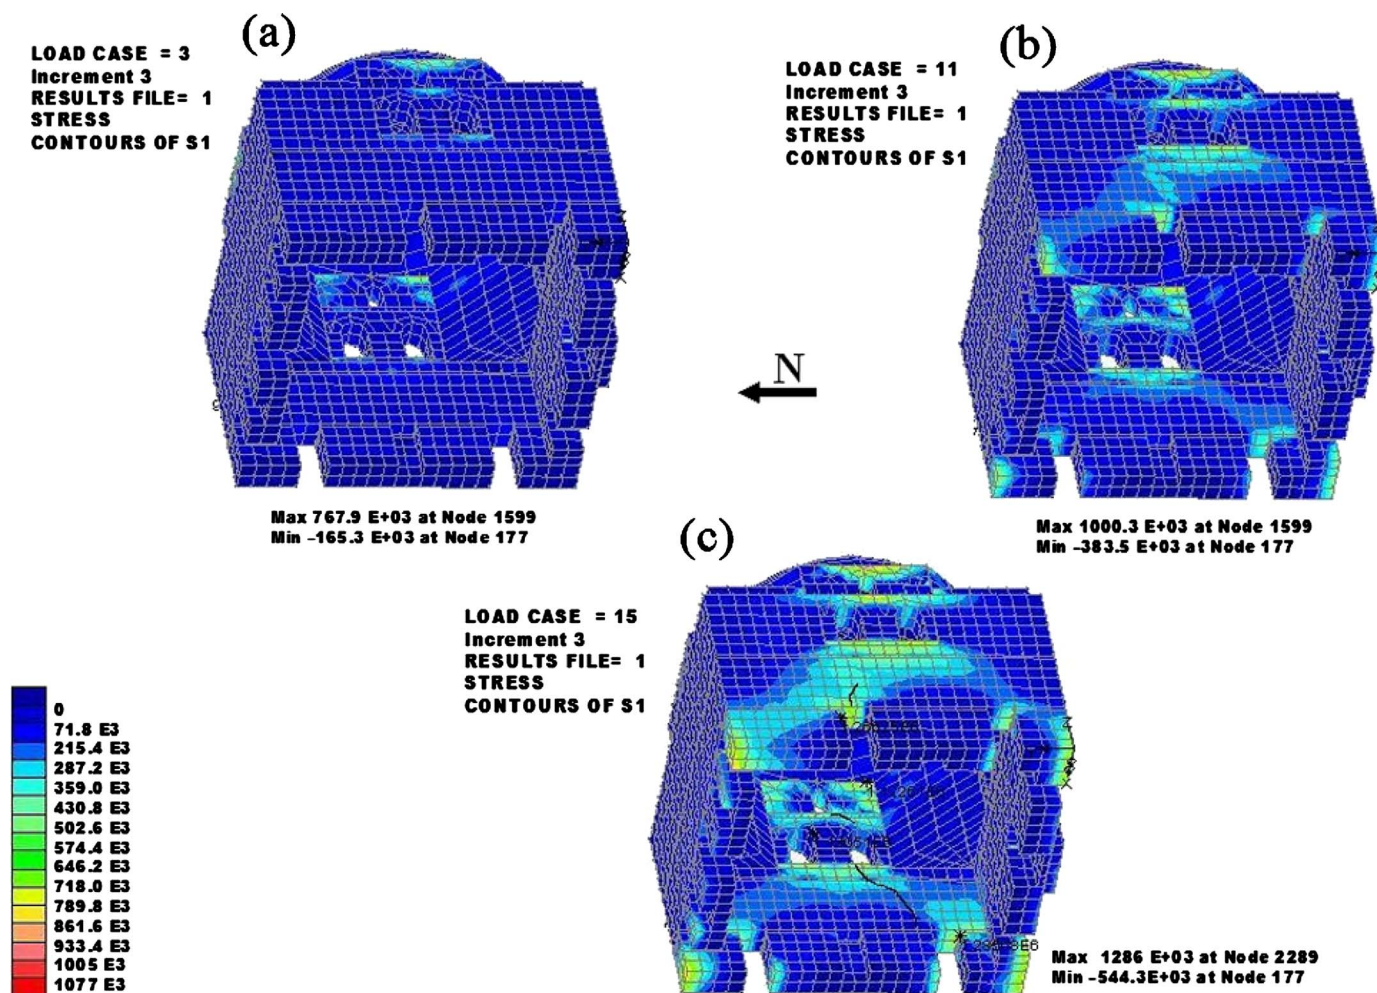 (a)
LOAD CASE = 3
Increment 3
RESULTS FILE= 1
STRESS
CONTOURS OF S1
Max 767.9 E+03 at Node 1599
Min -165.3 E+03 at Node 177
(b)
LOAD CASE = 11
Increment 3
RESULTS FILE= 1
STRESS
CONTOURS OF S1
N
Max 1000.3 E+03 at Node 1599
Min -383.5 E+03 at Node 177
(c)
LOAD CASE = 15
Increment 3
RESULTS FILE= 1
STRESS
CONTOURS OF S1
Max 1286 E+03 at Node 2289
Min -544.3E+03 at Node 177
0
71.8 E3
215.4 E3
287.2 E3
359.0 E3
430.8 E3
502.6 E3
574.4 E3
646.2 E3
718.0 E3
789.8 E3
861.6 E3
933.4 E3
1005 E3
1077 E3